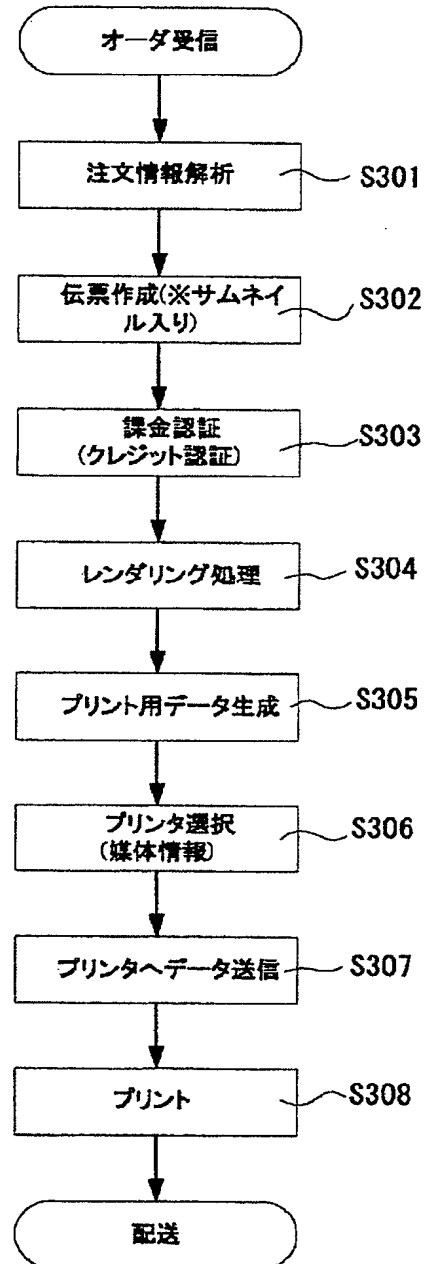 オーダ受信
注文情報解析
S301
伝票作成(※サムネイ
ル入り)
S302
課金認証
(クレジット認証)
S303
レンダリング処理
S304
プリント用データ生成
S305
プリンタ選択
(媒体情報)
S306
プリンタへデータ送信
S307
プリント
S308
配送